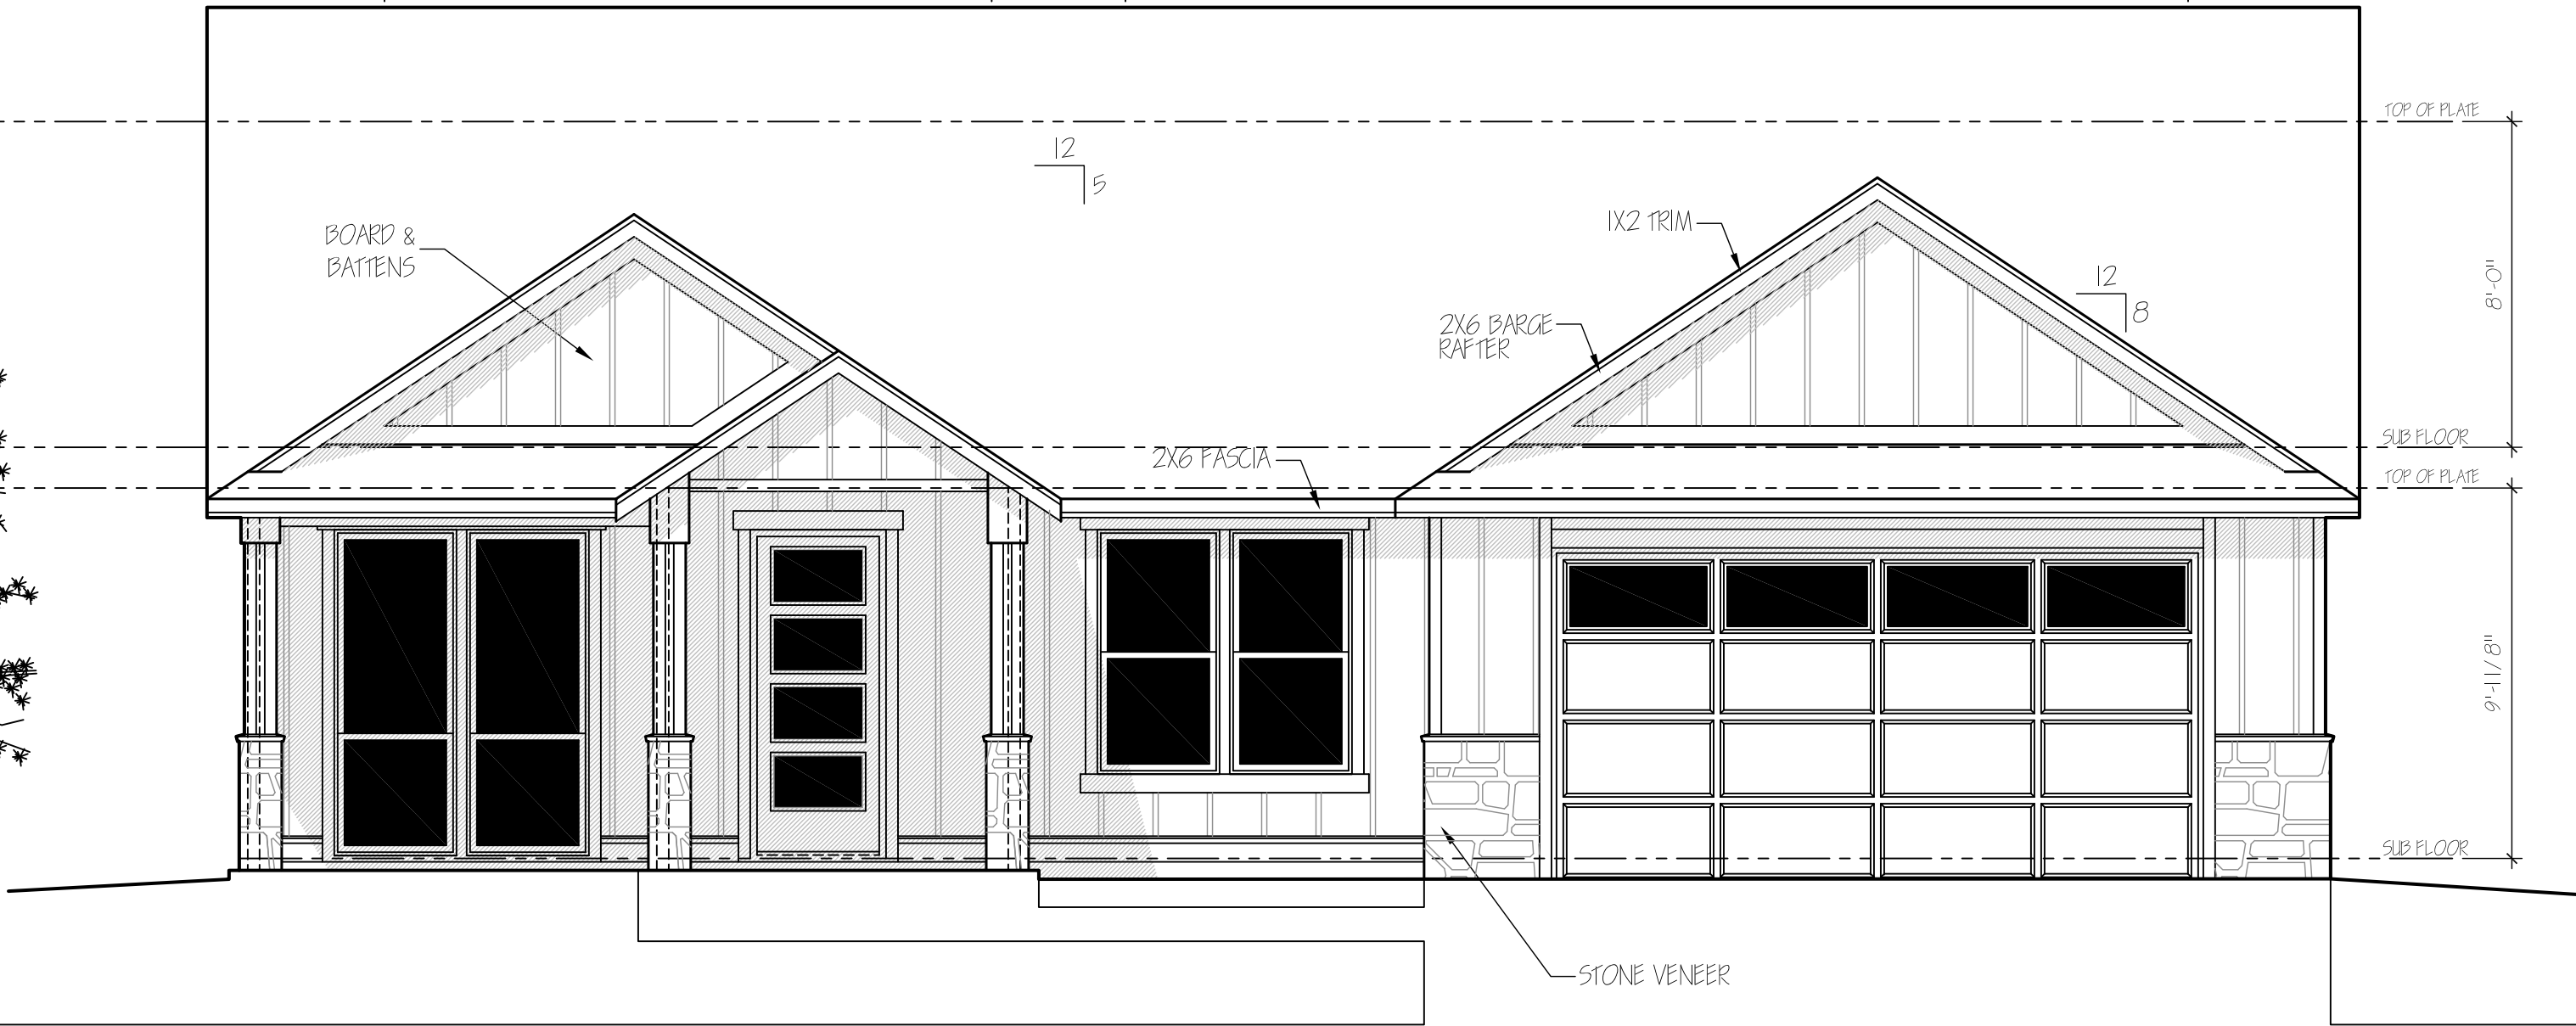 TOP OF PLATE
12
5
BOARD &
BATTENS
1X2 TRIM
12
8
2X6 BARGE
RAFTER
8'-0"
SUB FLOOR
2X6 FASCIA
TOP OF PLATE
9'-1 1/8"
SUB FLOOR
STONE VENEER